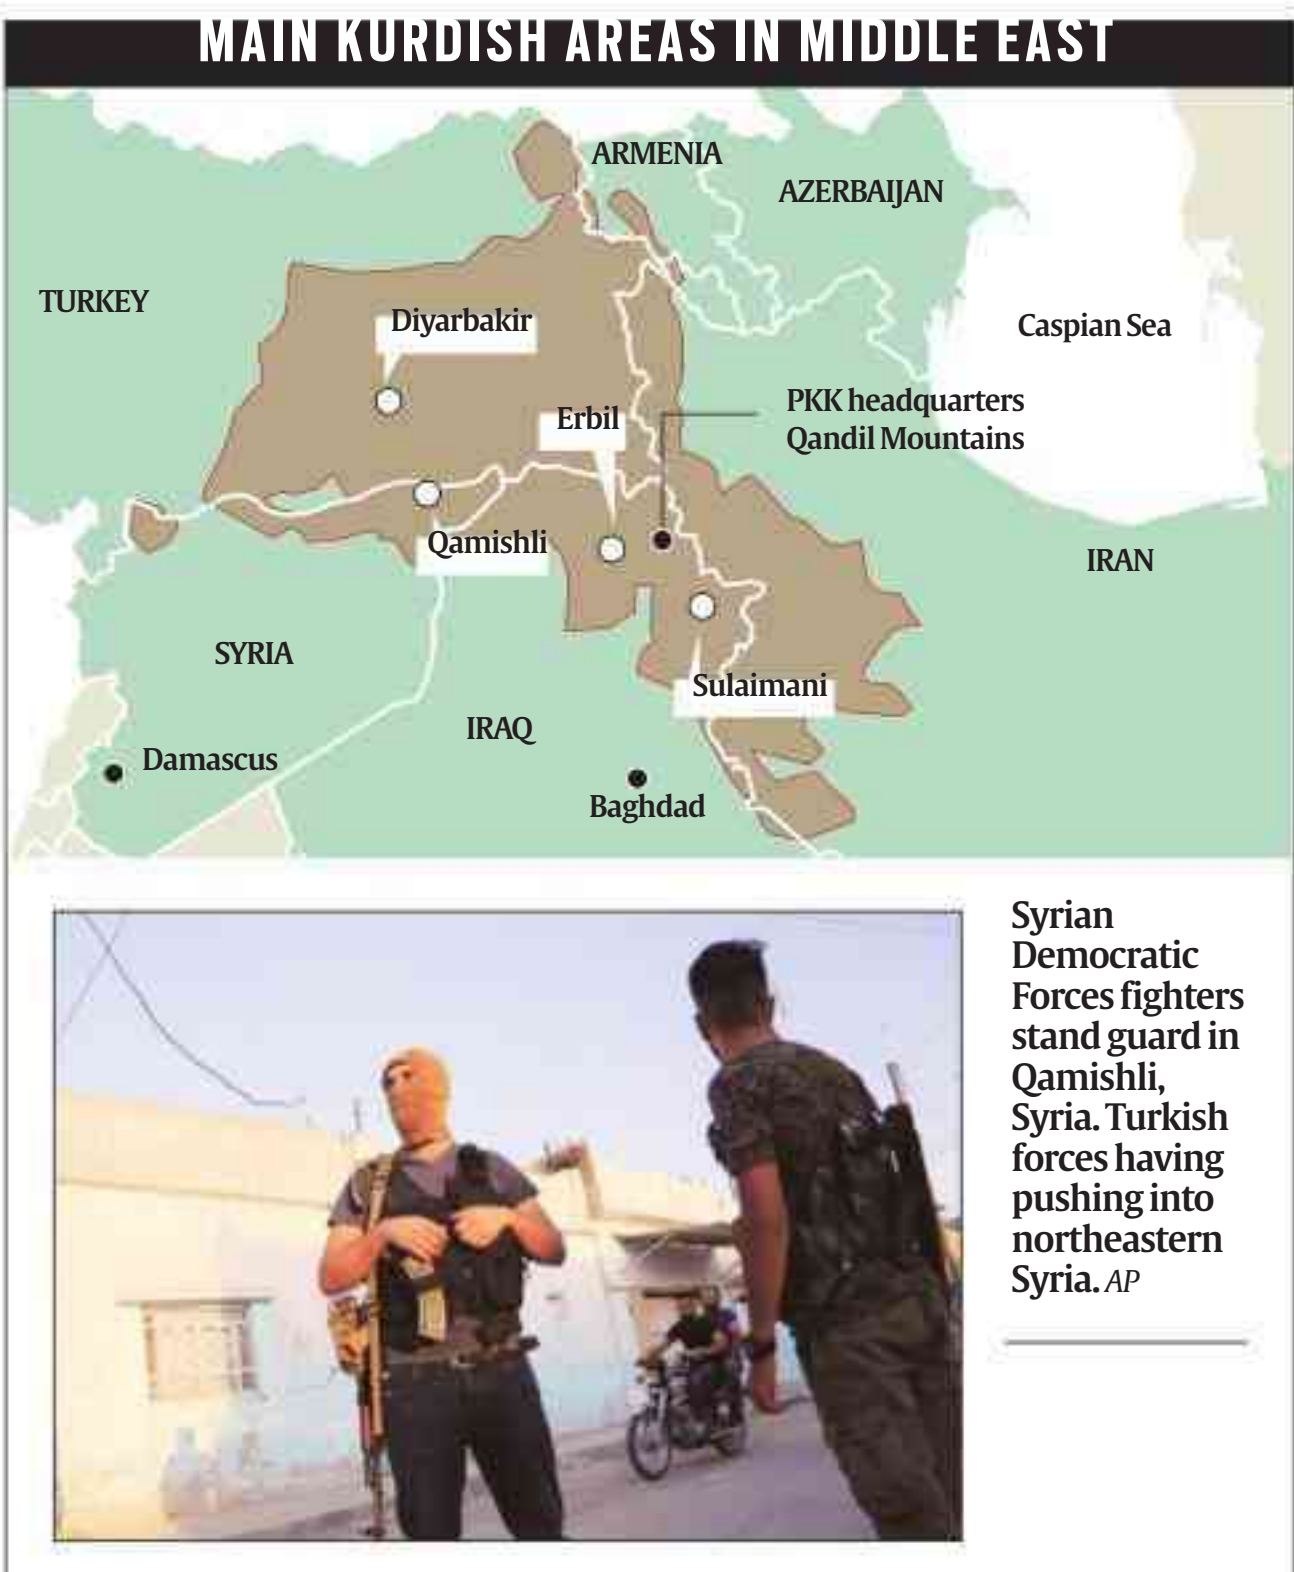 MAIN KURDISH AREAS IN MIDDLE EAST
ARMENIA
AZERBAIJAN
TURKEY
Diyarbakir
Caspian Sea
Erbil
PKK headquarters
Qandil Mountains
Qamishli
IRAN
SYRIA
Sulaimani
IRAQ
Damascus
Baghdad
Syrian
Democratic
Forces fighters
stand guard in
Qamishli,
Syria. Turkish
forces having
pushing into
northeastern
Syria. AP